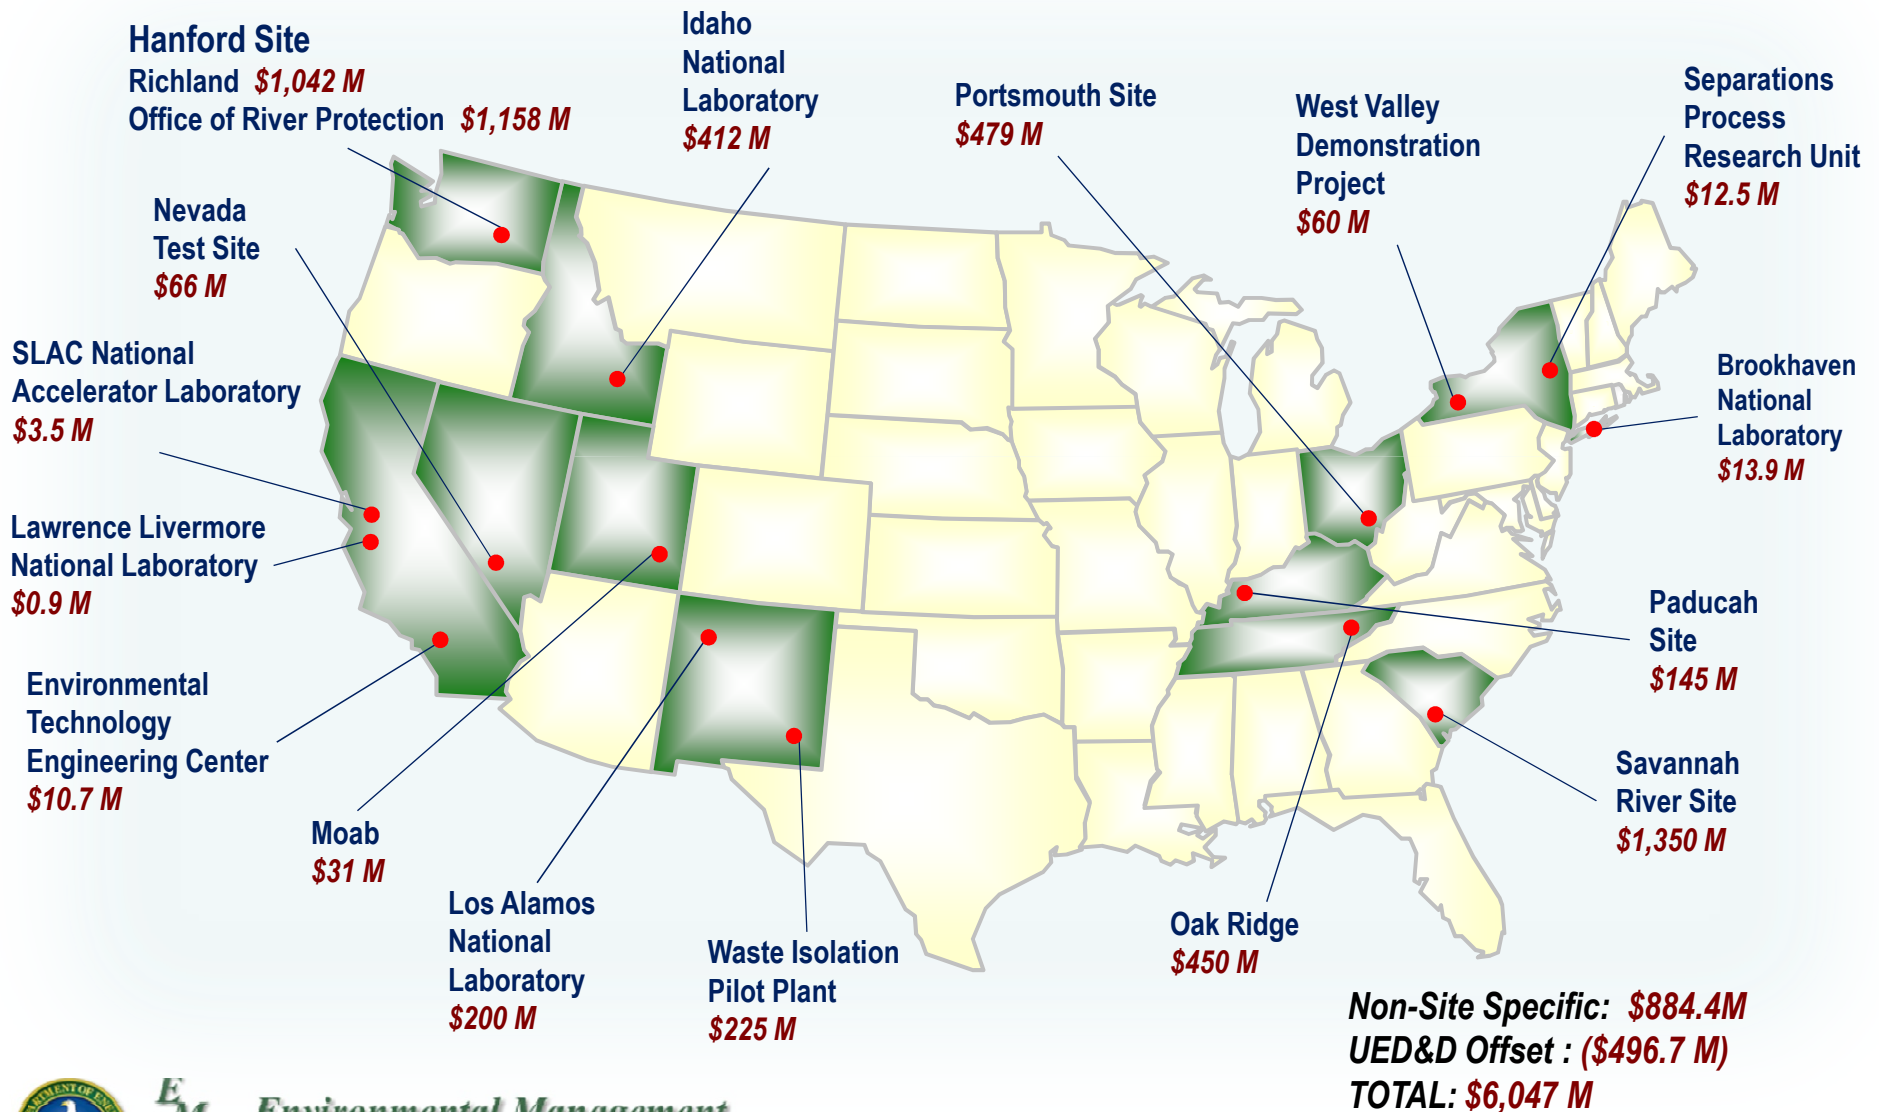 Hanford Site
Richland $1,042 M
Office of River Protection $1,158 M
Idaho
National
Laboratory
$412 M
Portsmouth Site
$479 M
West Valley
Demonstration
Project
$60 M
Separations
Process
Research Unit
$12.5 M
Nevada
Test Site
$66 M
SLAC National
Accelerator Laboratory
$3.5 M
Brookhaven
National
Laboratory
$13.9 M
Lawrence Livermore
National Laboratory
$0.9 M
Paducah
Site
$145 M
Environmental
Technology
Engineering Center
$10.7 M
Savannah
River Site
$1,350 M
Moab
$31 M
Los Alamos
National
Laboratory
$200 M
Waste Isolation
Pilot Plant
$225 M
Oak Ridge
$450 M
Non-Site Specific: $884.4M
UED&D Offset : ($496.7 M)
TOTAL: $6,047 M
EM Environmental Management